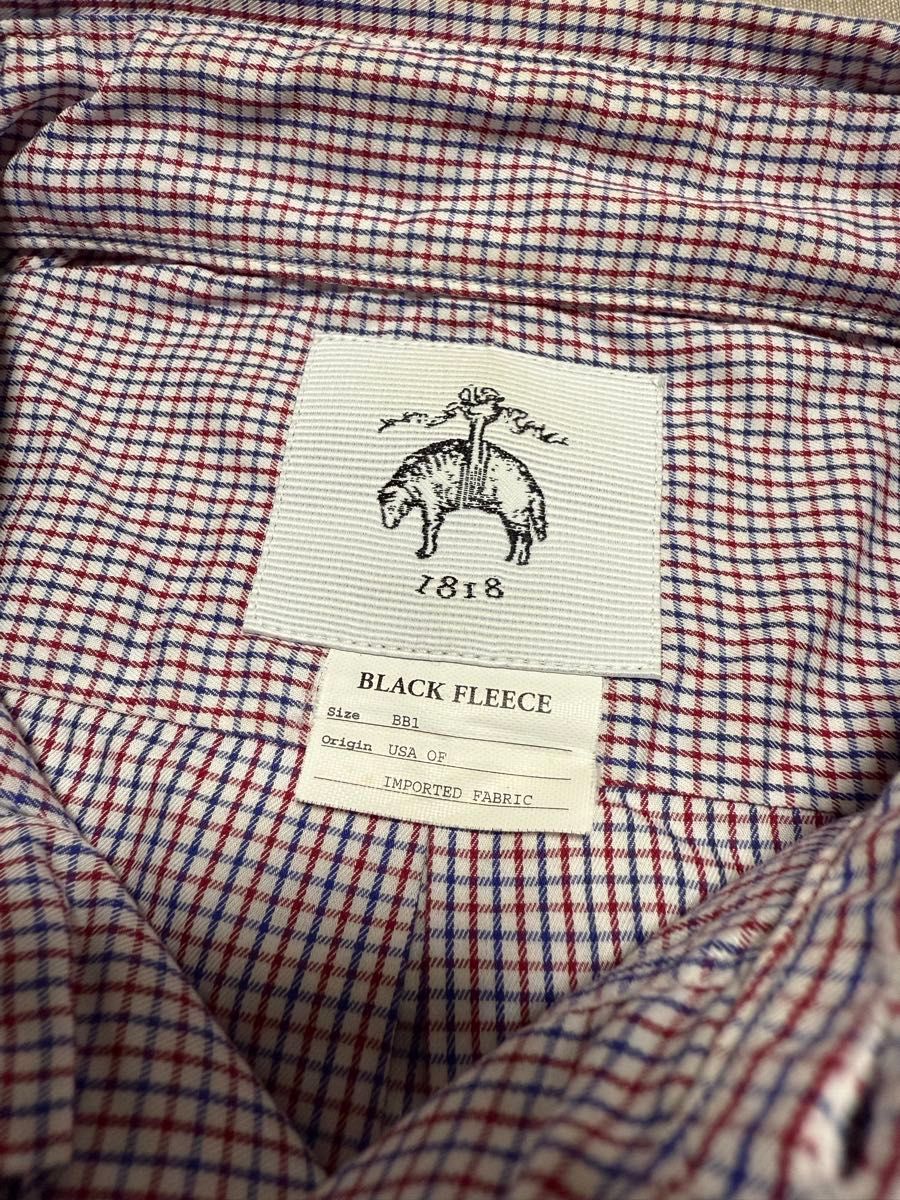 1818
BLACK FLEECE
Size BB1
Origin USA OF
IMPORTED FABRIC